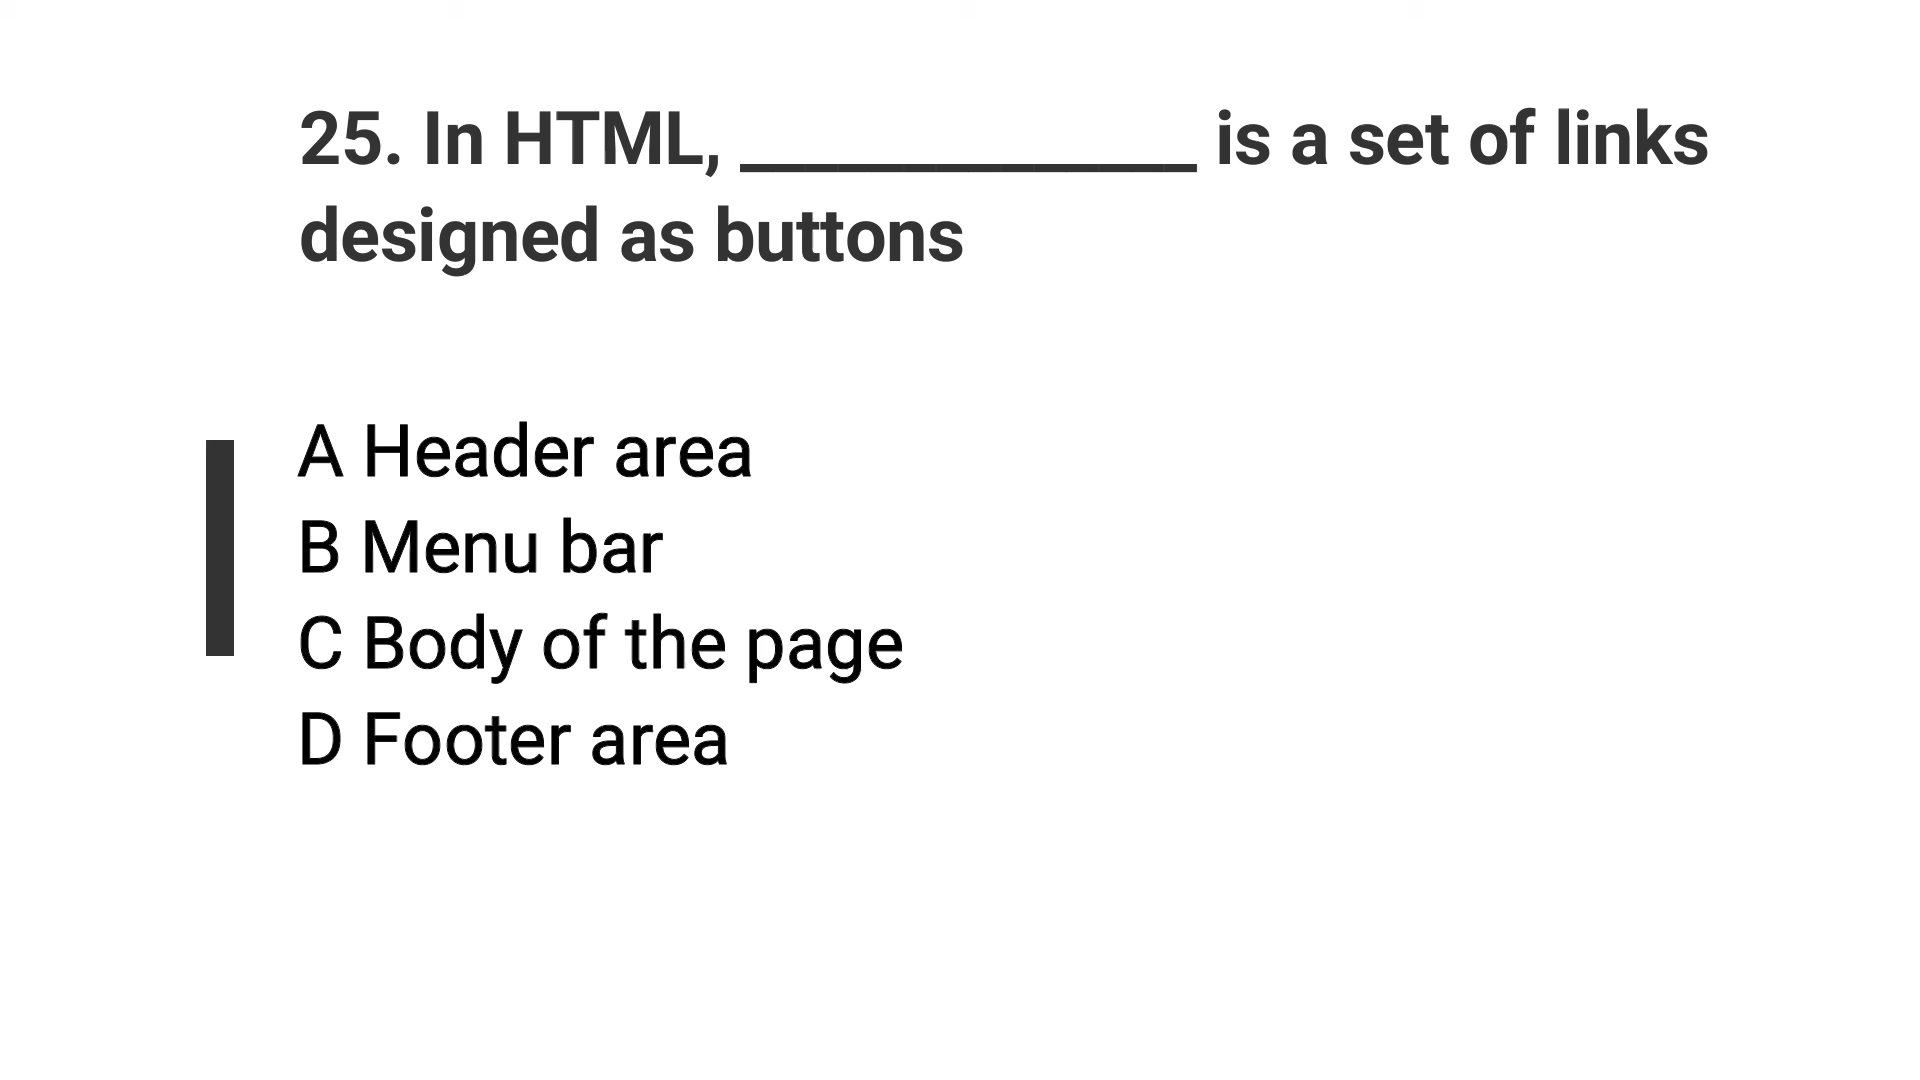 25. In HTML, ______________ is a set of links
designed as buttons
A Header area
B Menu bar
C Body of the page
D Footer area